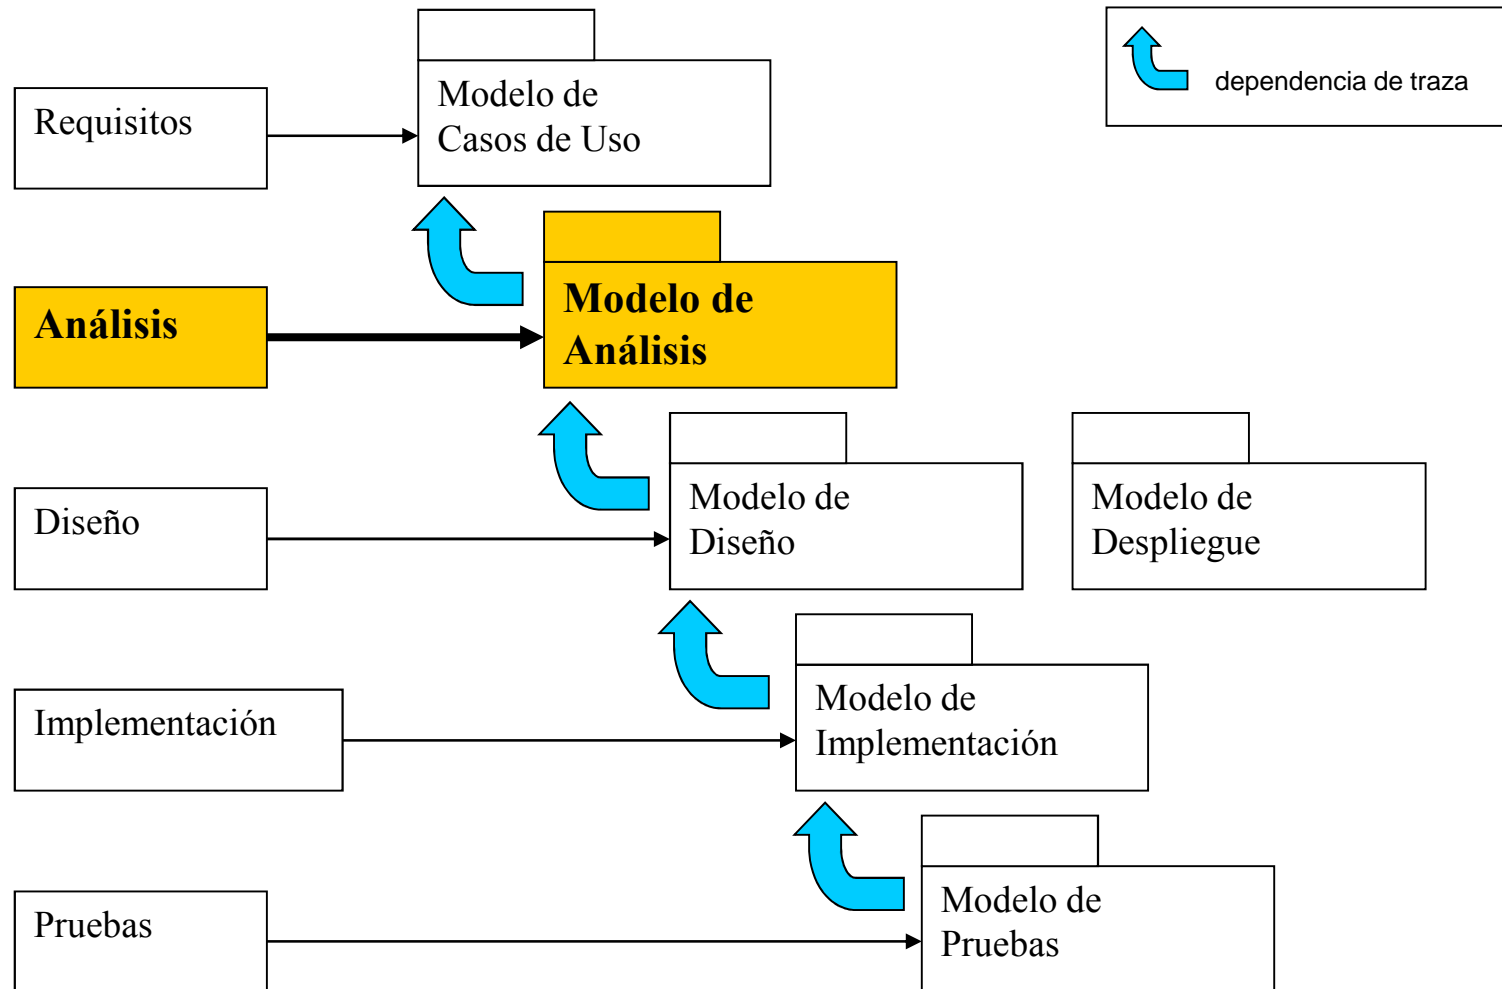 Requisitos
Modelo de
Casos de Uso
dependencia de traza
Análisis
Modelo de
Análisis
Diseño
Modelo de
Diseño
Modelo de
Despliegue
Implementación
Modelo de
Implementación
Pruebas
Modelo de
Pruebas